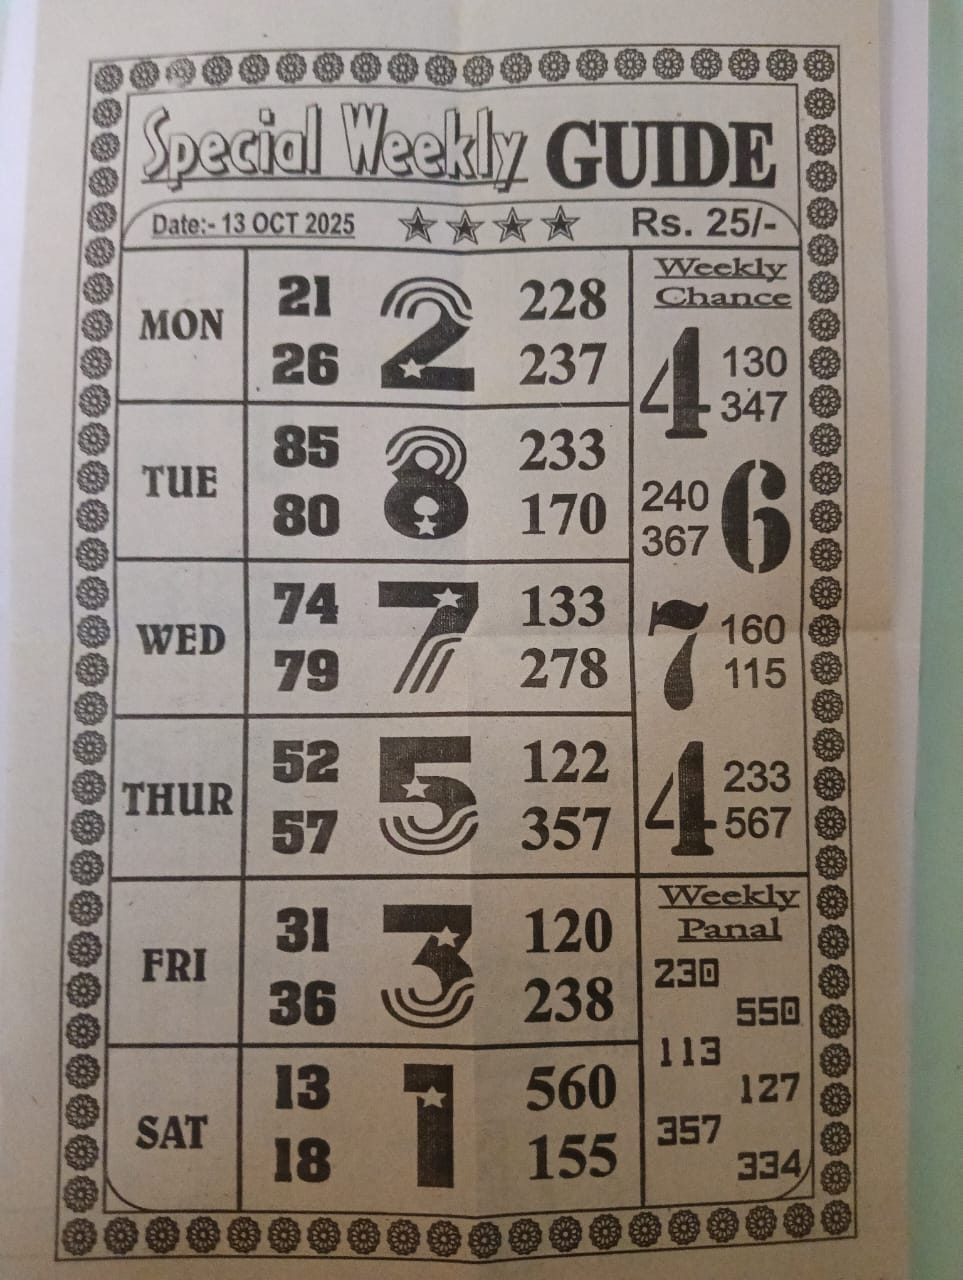 Special Weekly GUIDE
Date:- 13 OCT 2025 Rs. 25/-
MON
21 2 228
26 237
TUE
85 8 233
80 170
WED
74 7 133
79 278
THUR
52 5 122
57 357
FRI
31 3 120
36 238
SAT
13 1 560
18 155
Weekly
Chance
4 130
347
240 6
367
7 160
115
4 233
567
Weekly
Panal
230
550
113
127
357
334